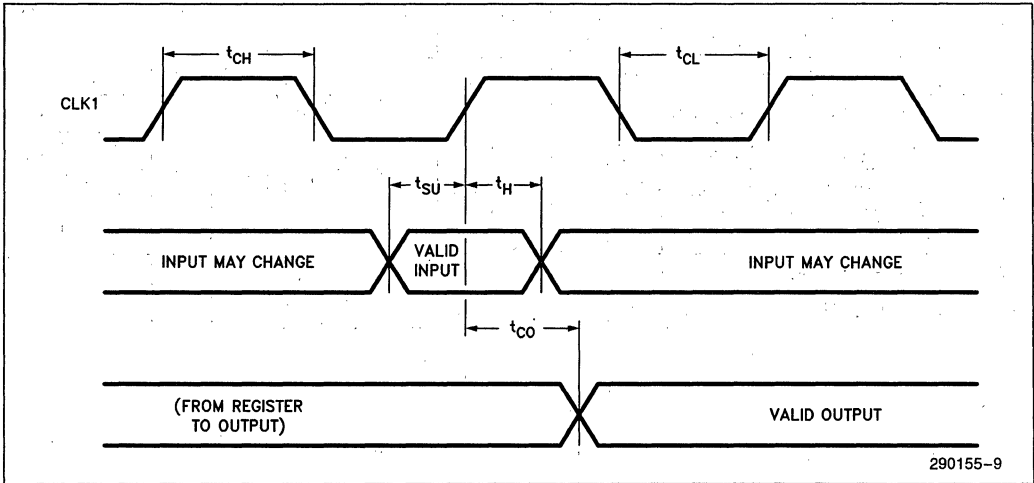 tCH
tCL
CLK1
tSU
tH
INPUT MAY CHANGE
VALID
INPUT
INPUT MAY CHANGE
tCO
(FROM REGISTER
TO OUTPUT)
VALID OUTPUT
290155-9